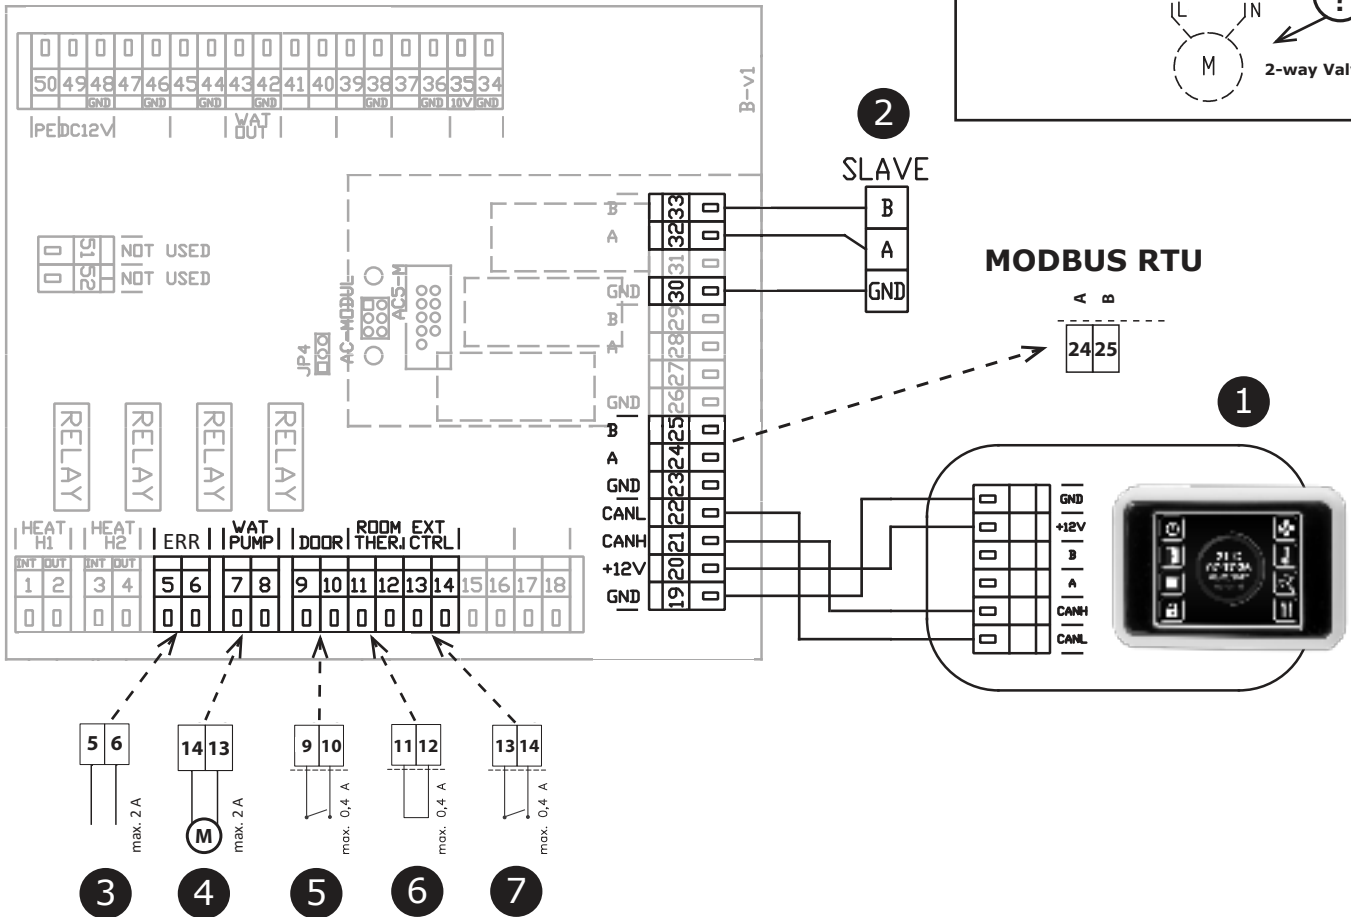 L N
!
M
2-way Val
50 49 48 47 46 45 44 43 42 41 40 39 38 37 36 35 34
GND GND GND GND GND GND 10V GND
PE DC12V WAT OUT
B-v1
2
SLAVE
B
A
GND
51 NOT USED
52 NOT USED
B 33
A 32
31
GND 30
B 29
A 28
27
GND 26
B 25
A 24
GND 23
CANL 22
CANH 21
+12V 20
GND 19
AC-MODUL
AC5-M
JP4
MODBUS RTU
A B
24 25
1
GND
+12V
B
A
CANH
CANL
RELAY RELAY RELAY RELAY
HEAT H1 HEAT H2 ERR WAT PUMP DOOR ROOM THER. EXT CTRL
INT OUT INT OUT
1 2 3 4 5 6 7 8 9 10 11 12 13 14 15 16 17 18
5 6
max. 2 A
3
14 13
M
max. 2 A
4
9 10
max. 0,4 A
5
11 12
max. 0,4 A
6
13 14
max. 0,4 A
7